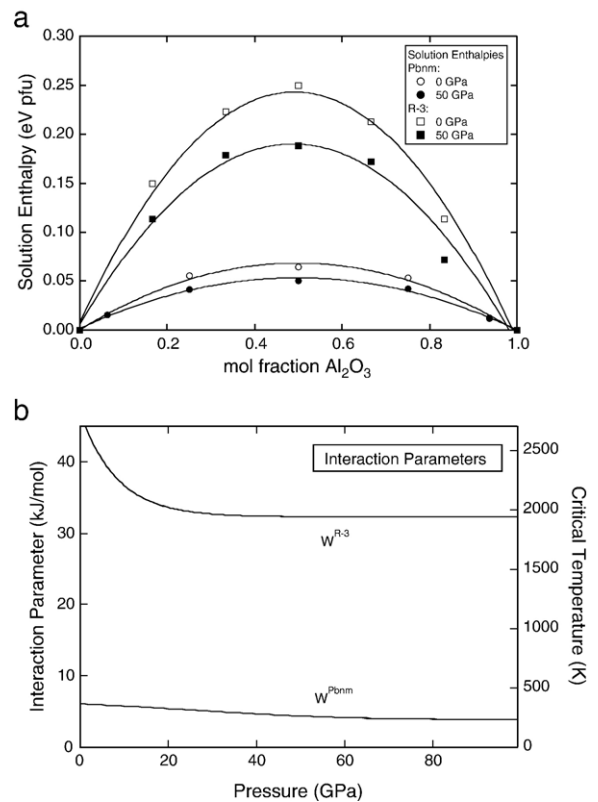 a
0.30
0.25
0.20
0.15
0.10
0.05
0.00
Solution Enthalpy (eV pfu)
Solution Enthalpies
Pbnm:
0 GPa
50 GPa
R-3:
0 GPa
50 GPa
0.0 0.2 0.4 0.6 0.8 1.0
mol fraction Al₂O₃
b
40
30
20
10
0
Interaction Parameter (kJ/mol)
Interaction Parameters
W^R-3
W^Pbnm
2500
2000
1500
1000
500
0
Critical Temperature (K)
0 20 40 60 80
Pressure (GPa)